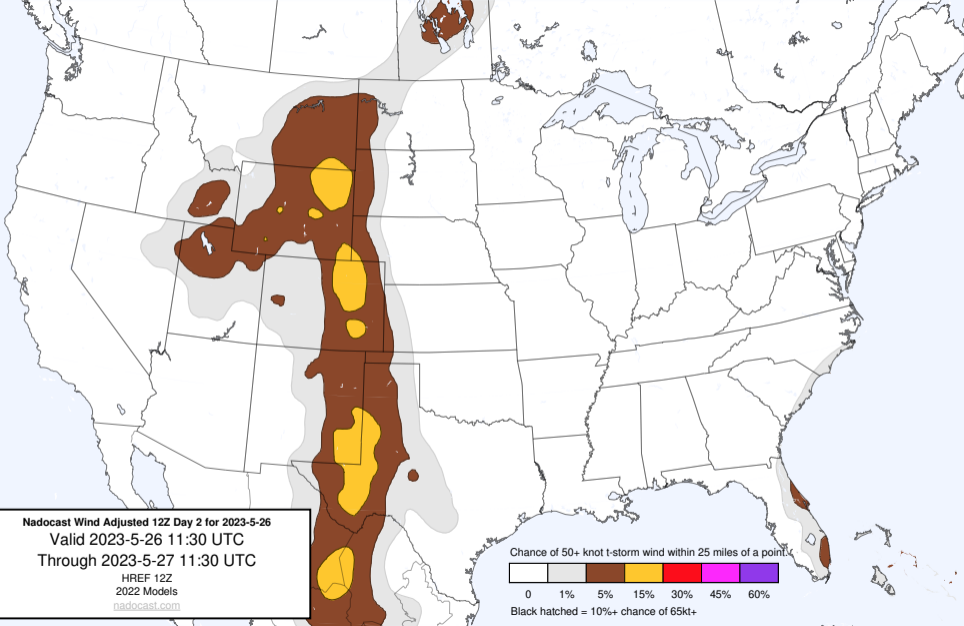 Nadocast Wind Adjusted 12Z Day 2 for 2023-5-26
Valid 2023-5-26 11:30 UTC
Through 2023-5-27 11:30 UTC
HREF 12Z
2022 Models
nadocast.com
Chance of 50+ knot t-storm wind within 25 miles of a point.
0 1% 5% 15% 30% 45% 60%
Black hatched = 10%+ chance of 65kt+